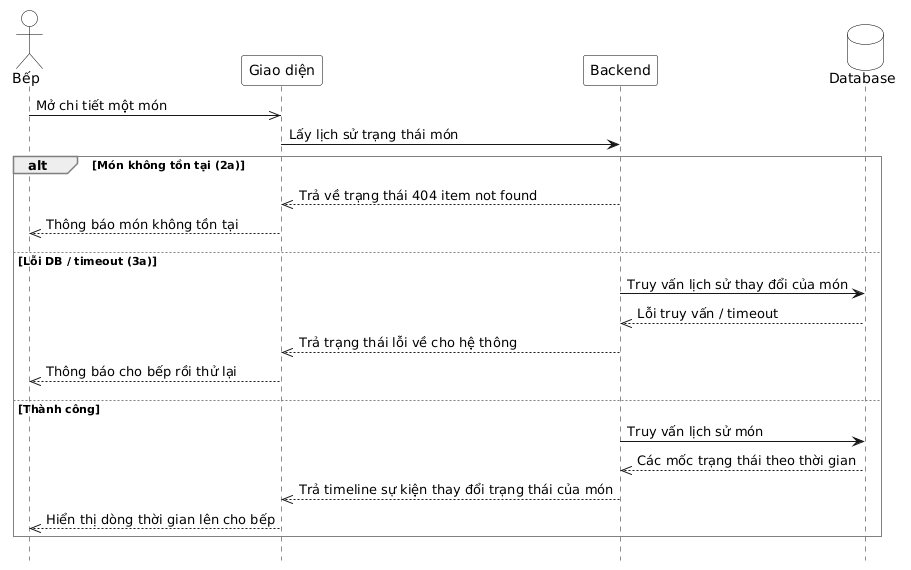 Bếp
Giao diện
Backend
Database
Mở chi tiết một món
Lấy lịch sử trạng thái món
alt [Món không tồn tại (2a)]
Trả về trạng thái 404 item not found
Thông báo món không tồn tại
[Lỗi DB / timeout (3a)]
Truy vấn lịch sử thay đổi của món
Lỗi truy vấn / timeout
Trả trạng thái lỗi về cho hệ thống
Thông báo cho bếp rồi thử lại
[Thành công]
Truy vấn lịch sử món
Các mốc trạng thái theo thời gian
Trả timeline sự kiện thay đổi trạng thái của món
Hiển thị dòng thời gian lên cho bếp